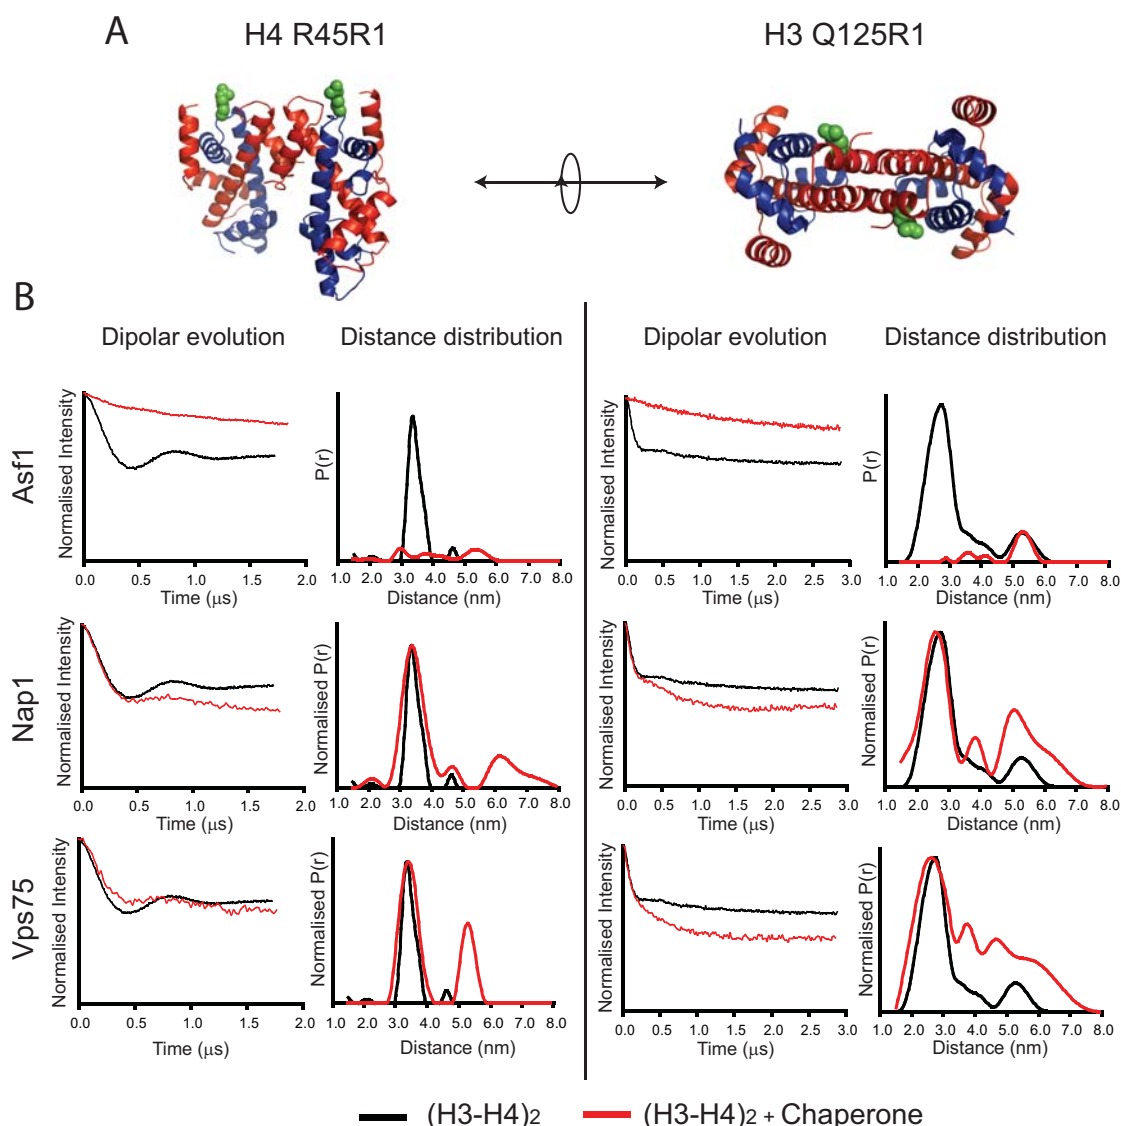 A
H4 R45R1
H3 Q125R1
B
Dipolar evolution
Distance distribution
Dipolar evolution
Distance distribution
Asf1
Normalised Intensity
0.0 0.5 1.0 1.5 2.0
Time (μs)
P(r)
1.0 2.0 3.0 4.0 5.0 6.0 7.0 8.0
Distance (nm)
Normalised Intensity
0.0 0.5 1.0 1.5 2.0 2.5 3.0
Time (μs)
P(r)
1.0 2.0 3.0 4.0 5.0 6.0 7.0 8.0
Distance (nm)
Nap1
Normalised Intensity
0.0 0.5 1.0 1.5 2.0
Time (μs)
Normalised P(r)
1.0 2.0 3.0 4.0 5.0 6.0 7.0 8.0
Distance (nm)
Normalised Intensity
0.0 0.5 1.0 1.5 2.0 2.5 3.0
Time (μs)
Normalised P(r)
1.0 2.0 3.0 4.0 5.0 6.0 7.0 8.0
Distance (nm)
Vps75
Normalised Intensity
0.0 0.5 1.0 1.5 2.0
Time (μs)
Normalised P(r)
1.0 2.0 3.0 4.0 5.0 6.0 7.0 8.0
Distance (nm)
Normalised Intensity
0.0 0.5 1.0 1.5 2.0 2.5 3.0
Time (μs)
Normalised P(r)
1.0 2.0 3.0 4.0 5.0 6.0 7.0 8.0
Distance (nm)
(H3-H4)2
(H3-H4)2 + Chaperone